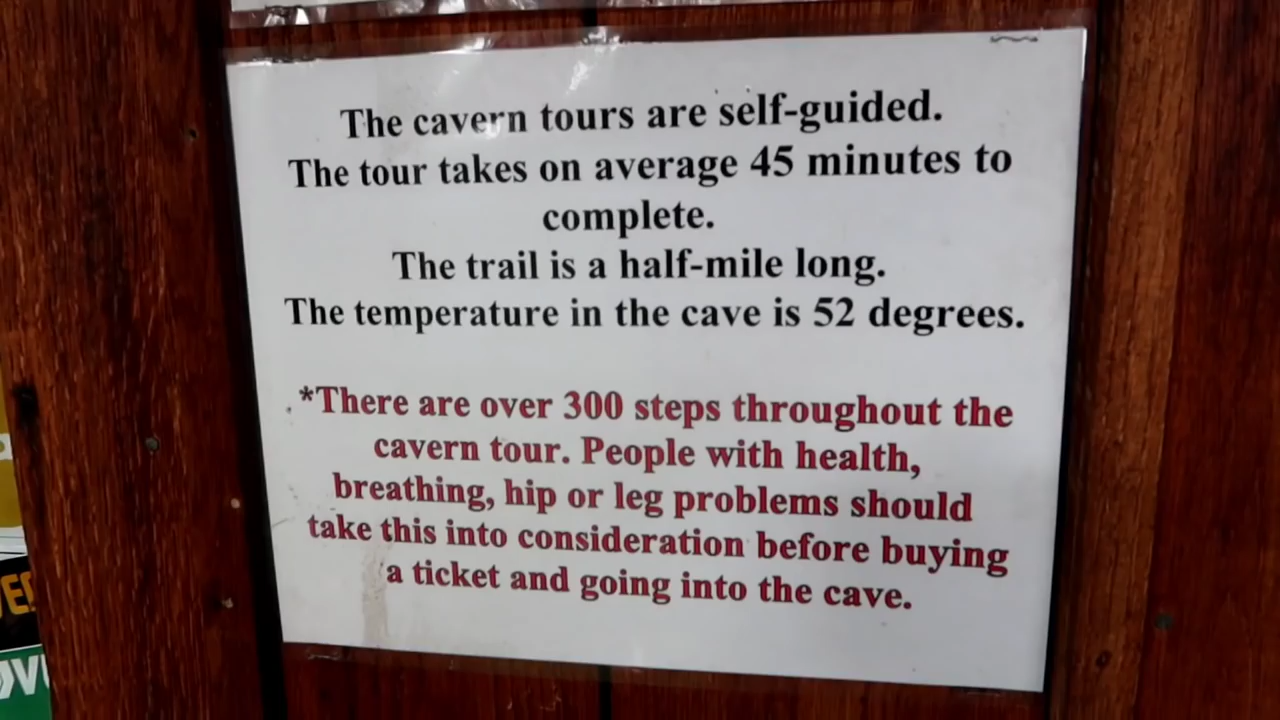 The cavern tours are self-guided.
The tour takes on average 45 minutes to
complete.
The trail is a half-mile long.
The temperature in the cave is 52 degrees.
*There are over 300 steps throughout the
cavern tour. People with health,
breathing, hip or leg problems should
take this into consideration before buying
a ticket and going into the cave.